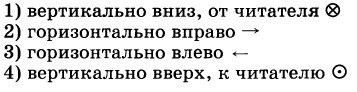 1) вертикально вниз, от читателя ⊗
2) горизонтально вправо →
3) горизонтально влево ←
4) вертикально вверх, к читателю ⊙